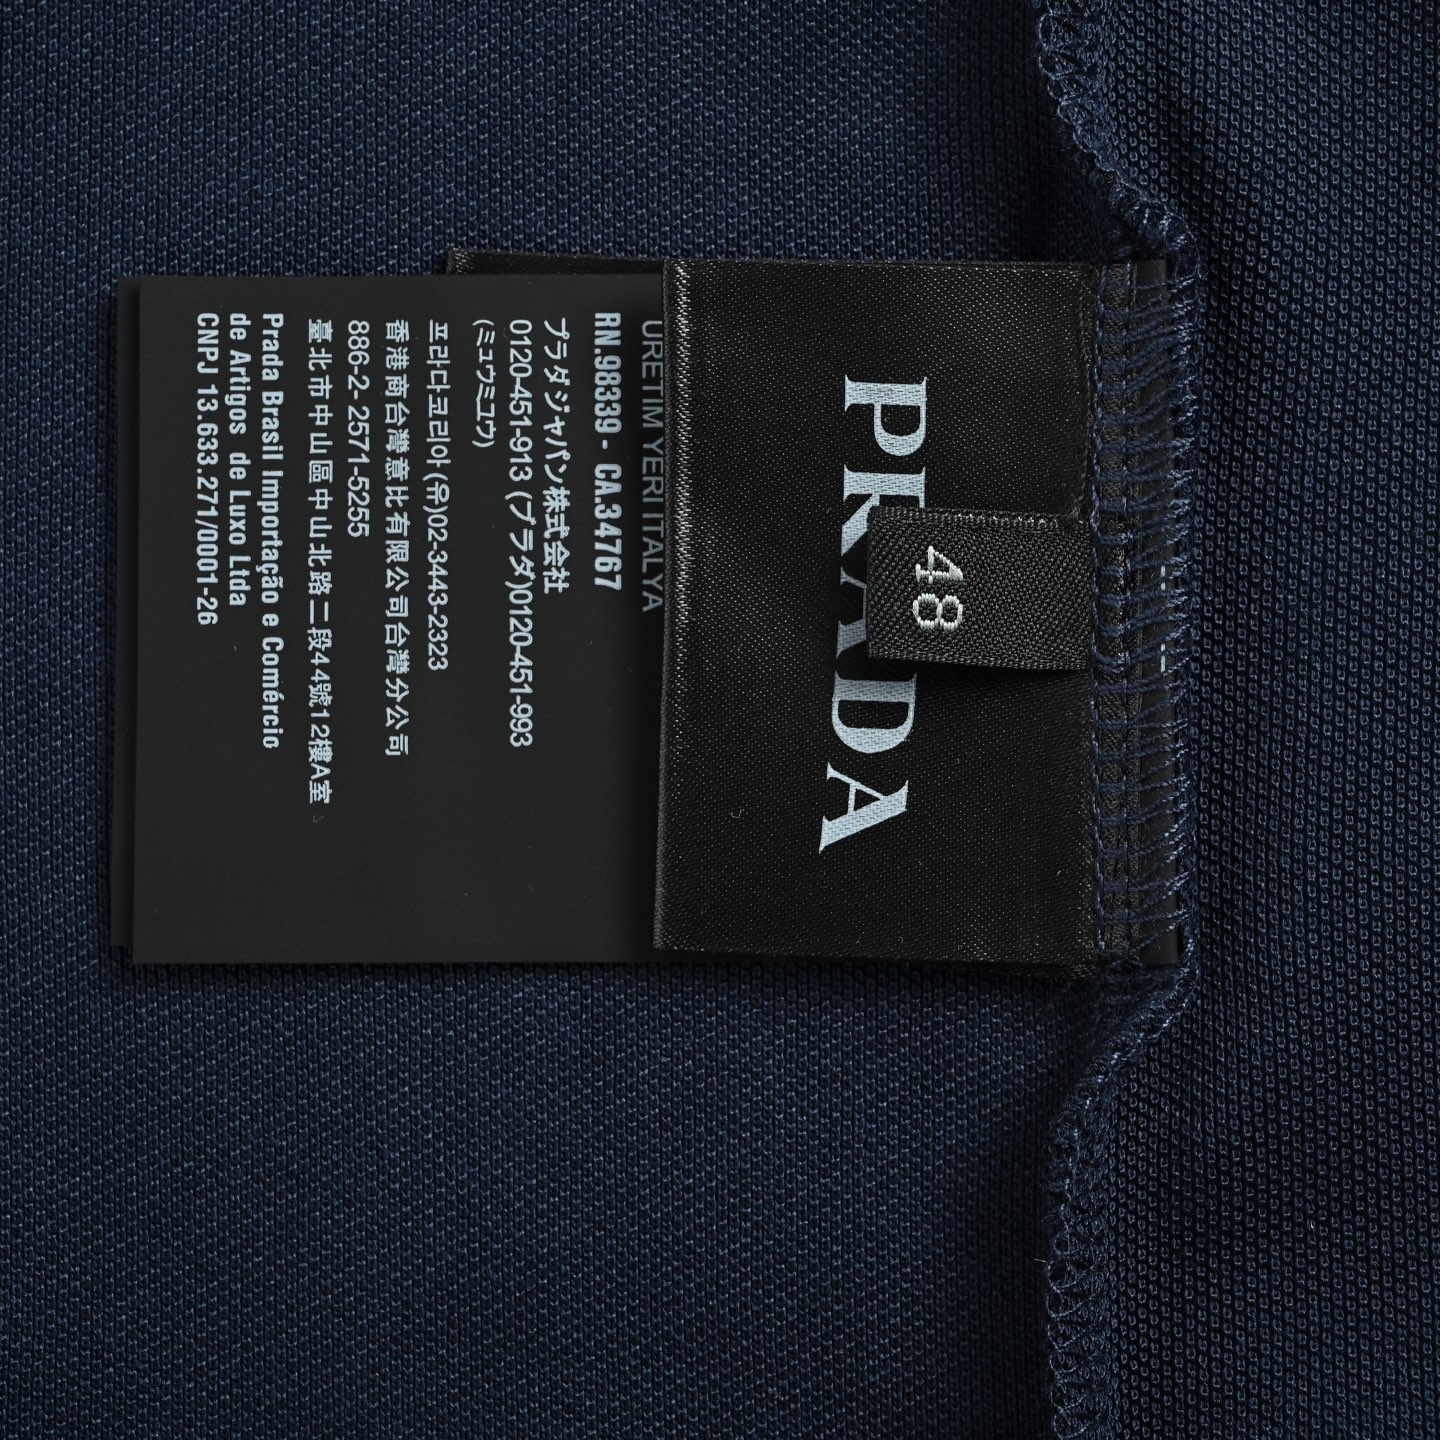 PRADA
48
URETIM YERI ITALYA
RN.98339 - CA.34767
プラダジャパン株式会社
0120-451-913 (プラダ)0120-451-993
(ミュウミュウ)
프라다코리아(유)02-3443-2323
香港商台灣意比有限公司台灣分公司
886-2- 2571-5255
臺北市中山區中山北路二段44號12樓A室
Prada Brasil Importação e Comércio
de Artigos de Luxo Ltda
CNPJ 13.633.271/0001-26